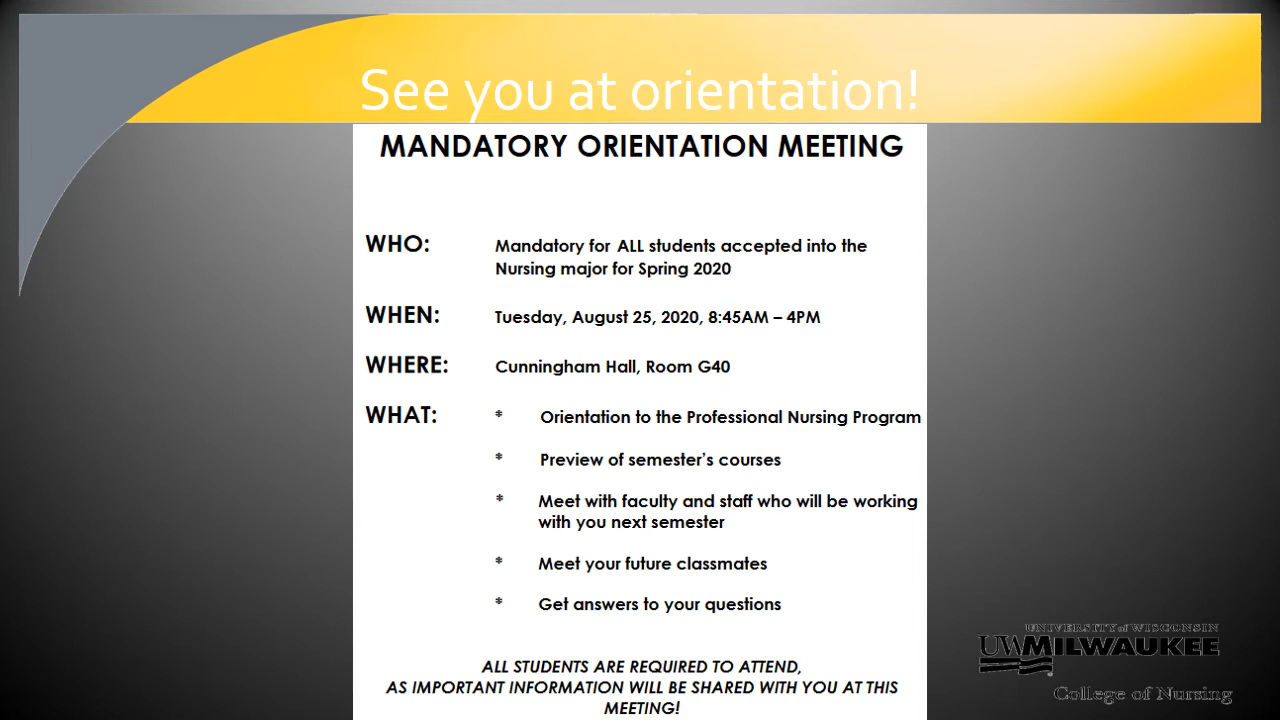 See you at orientation!
MANDATORY ORIENTATION MEETING
WHO: Mandatory for ALL students accepted into the
Nursing major for Spring 2020
WHEN: Tuesday, August 25, 2020, 8:45AM – 4PM
WHERE: Cunningham Hall, Room G40
WHAT: * Orientation to the Professional Nursing Program
* Preview of semester's courses
* Meet with faculty and staff who will be working
with you next semester
* Meet your future classmates
* Get answers to your questions
ALL STUDENTS ARE REQUIRED TO ATTEND,
AS IMPORTANT INFORMATION WILL BE SHARED WITH YOU AT THIS
MEETING!
UNIVERSITY of WISCONSIN
UWMILWAUKEE
College of Nursing